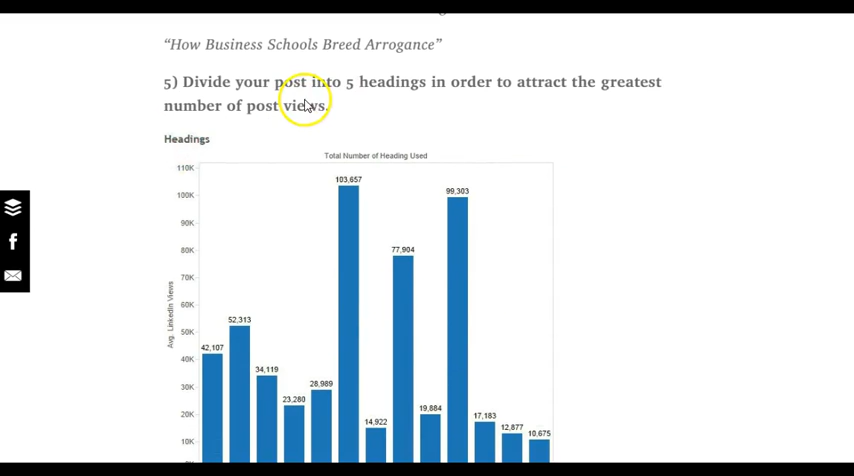 “How Business Schools Breed Arrogance”
5) Divide your post into 5 headings in order to attract the greatest
number of post views.
Headings
Total Number of Heading Used
110K
103,657
100K
99,303
90K
77,904
80K
70K
Avg. LinkedIn Views
60K
52,313
50K
42,107
40K
34,119
30K
28,989
23,280
20K
19,884
17,183
14,922
12,877
10,675
10K